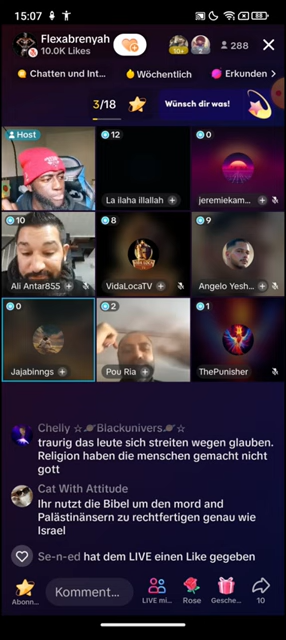 15:07
88
Flexabrenyah
10.0K Likes
288
Chatten und Int...
Wöchentlich
Erkunden
3/18
Wünsch dir was!
Host
12
0
La ilaha illallah
jeremiekam...
10
8
9
Ali Antar855
VidaLocaTV
Angelo Yesh...
0
2
1
Jajabinngs
Pou Ria
ThePunisher
Chelly ☆🪐Blackunivers🪐☆
traurig das leute sich streiten wegen glauben.
Religion haben die menschen gemacht nicht
gott
Cat With Attitude
Ihr nutzt die Bibel um den mord and
Palästinänsern zu rechtfertigen genau wie
Israel
Se-n-ed hat dem LIVE einen Like gegeben
Kommentar...
Abonn...
LIVE mi...
Rose
Gesche...
10